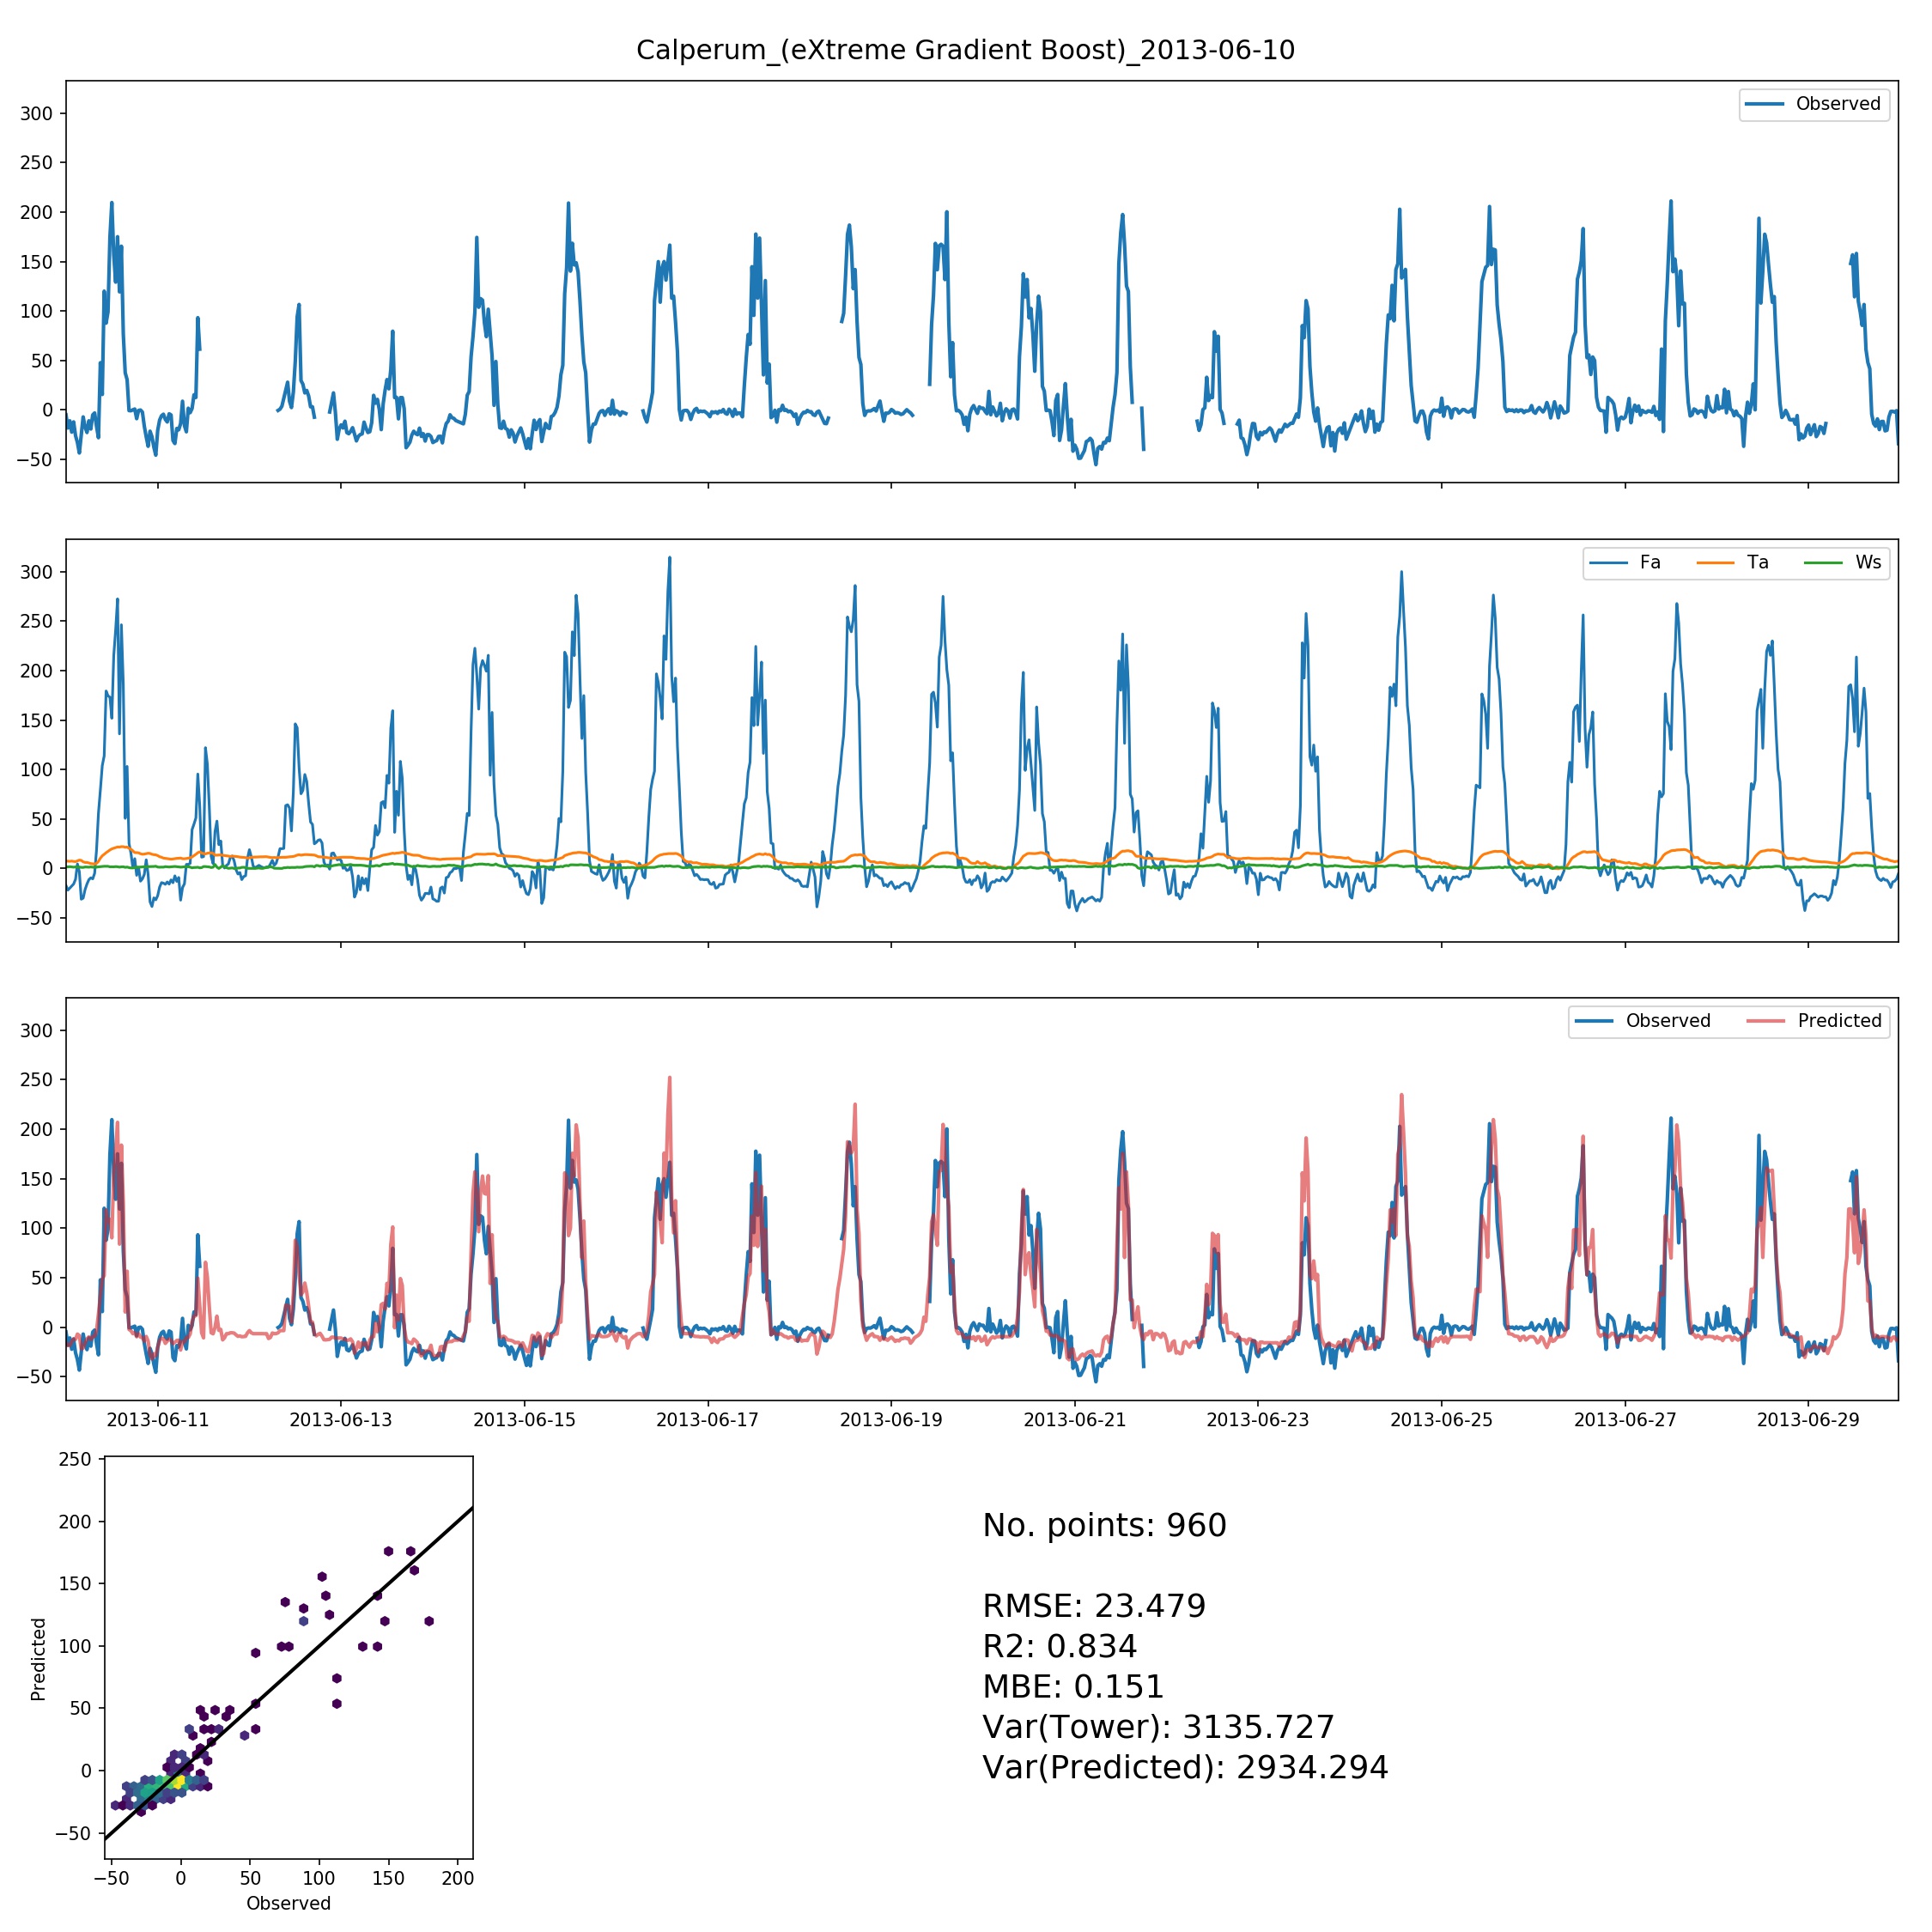 Calperum_(eXtreme Gradient Boost)_2013-06-10
Observed
300
250
200
150
100
50
0
−50
Fa Ta Ws
300
250
200
150
100
50
0
−50
Observed Predicted
300
250
200
150
100
50
0
−50
2013-06-11 2013-06-13 2013-06-15 2013-06-17 2013-06-19 2013-06-21 2013-06-23 2013-06-25 2013-06-27 2013-06-29
250
200
150
100
50
0
−50
Predicted
−50 0 50 100 150 200
Observed
No. points: 960
RMSE: 23.479
R2: 0.834
MBE: 0.151
Var(Tower): 3135.727
Var(Predicted): 2934.294